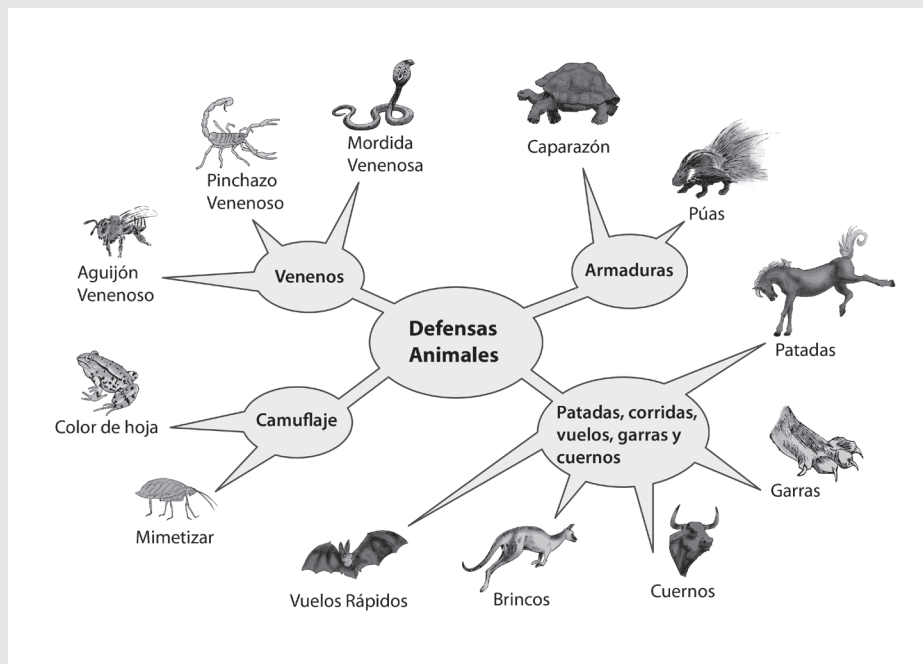 Mordida
Venenosa
Caparazón
Pinchazo
Venenoso
Púas
Aguijón
Venenoso
Venenos
Armaduras
Defensas
Animales
Patadas
Color de hoja
Camuflaje
Patadas, corridas,
vuelos, garras y
cuernos
Garras
Mimetizar
Vuelos Rápidos
Brincos
Cuernos